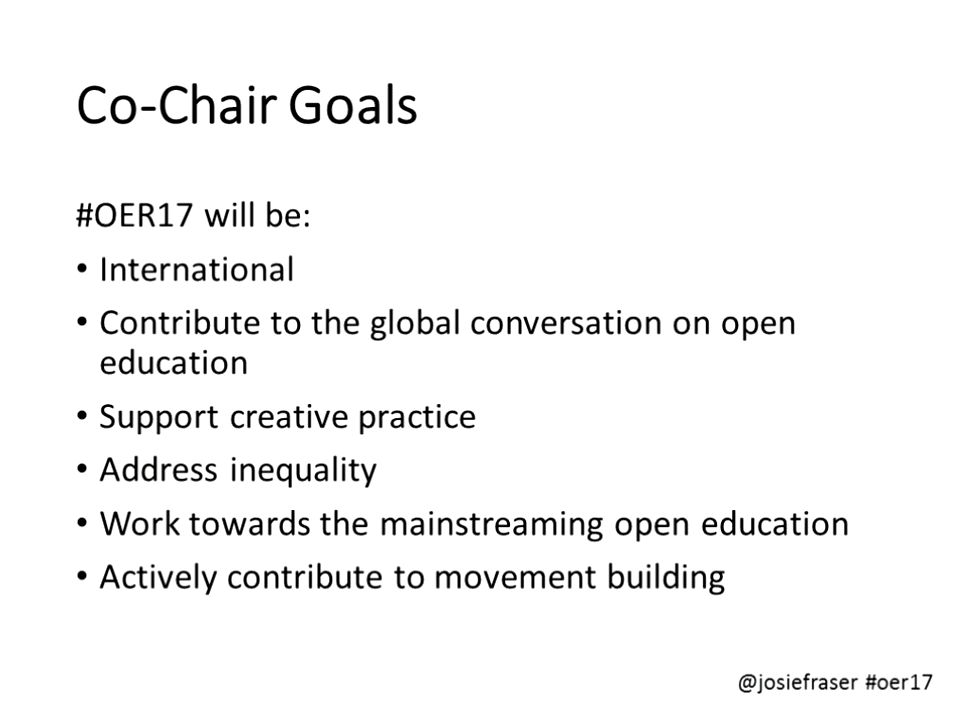 Co-Chair Goals
#OER17 will be:
• International
• Contribute to the global conversation on open
education
• Support creative practice
• Address inequality
• Work towards the mainstreaming open education
• Actively contribute to movement building
@josiefraser #oer17